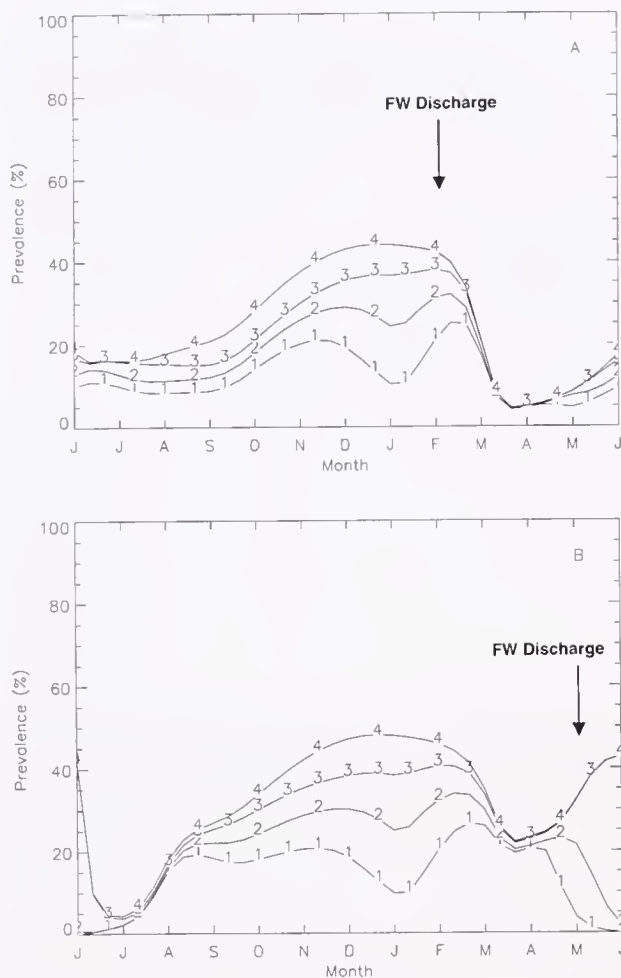 100
A
FW Discharge
80
60
Prevalence (%)
40
20
0
J J A S O N D J F M A M J
Month
100
B
FW Discharge
80
60
Prevalence (%)
40
20
0
J J A S O N D J F M A M J
Month